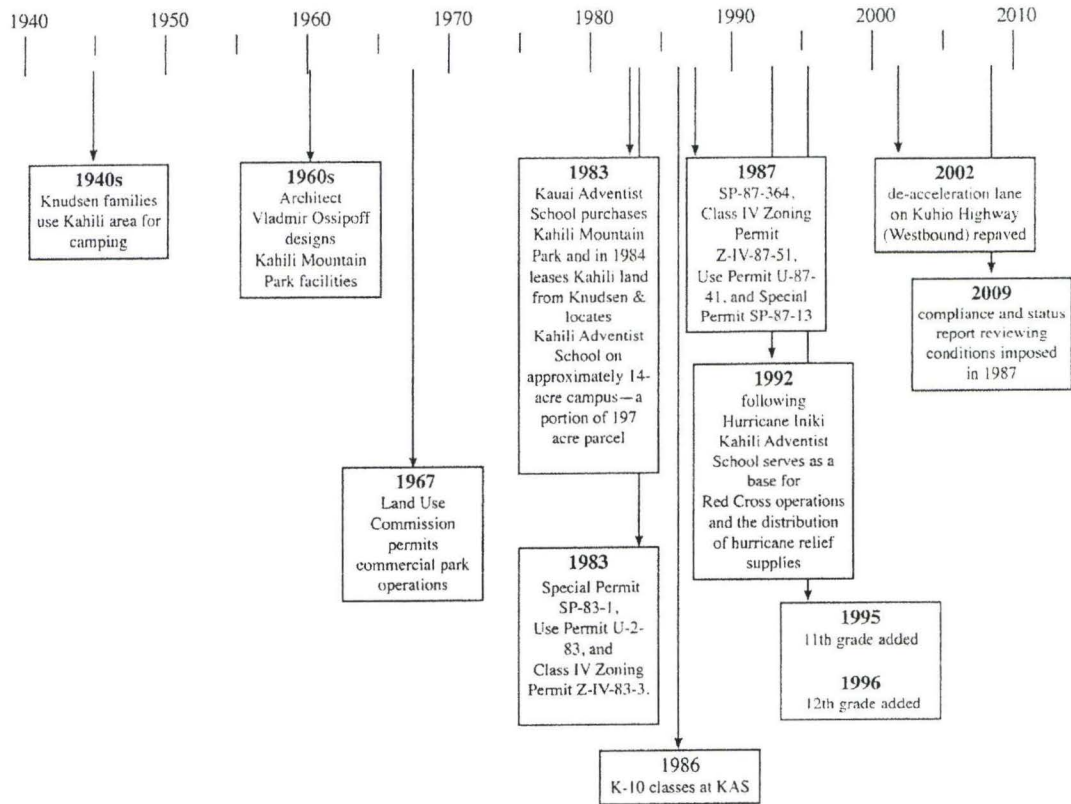 1940
1950
1960
1970
1980
1990
2000
2010
1940s
Knudsen families
use Kahili area for
camping
1960s
Architect
Vladmir Ossipoff
designs
Kahili Mountain
Park facilities
1967
Land Use
Commission
permits
commercial park
operations
1983
Kauai Adventist
School purchases
Kahili Mountain
Park and in 1984
leases Kahili land
from Knudsen &
locates
Kahili Adventist
School on
approximately 14-
acre campus—a
portion of 197
acre parcel
1983
Special Permit
SP-83-1,
Use Permit U-2-
83, and
Class IV Zoning
Permit Z-IV-83-3.
1986
K-10 classes at KAS
1987
SP-87-364,
Class IV Zoning
Permit
Z-IV-87-51,
Use Permit U-87-
41, and Special
Permit SP-87-13
1992
following
Hurricane Iniki
Kahili Adventist
School serves as a
base for
Red Cross operations
and the distribution
of hurricane relief
supplies
1995
11th grade added
1996
12th grade added
2002
de-acceleration lane
on Kuhio Highway
(Westbound) repaved
2009
compliance and status
report reviewing
conditions imposed
in 1987